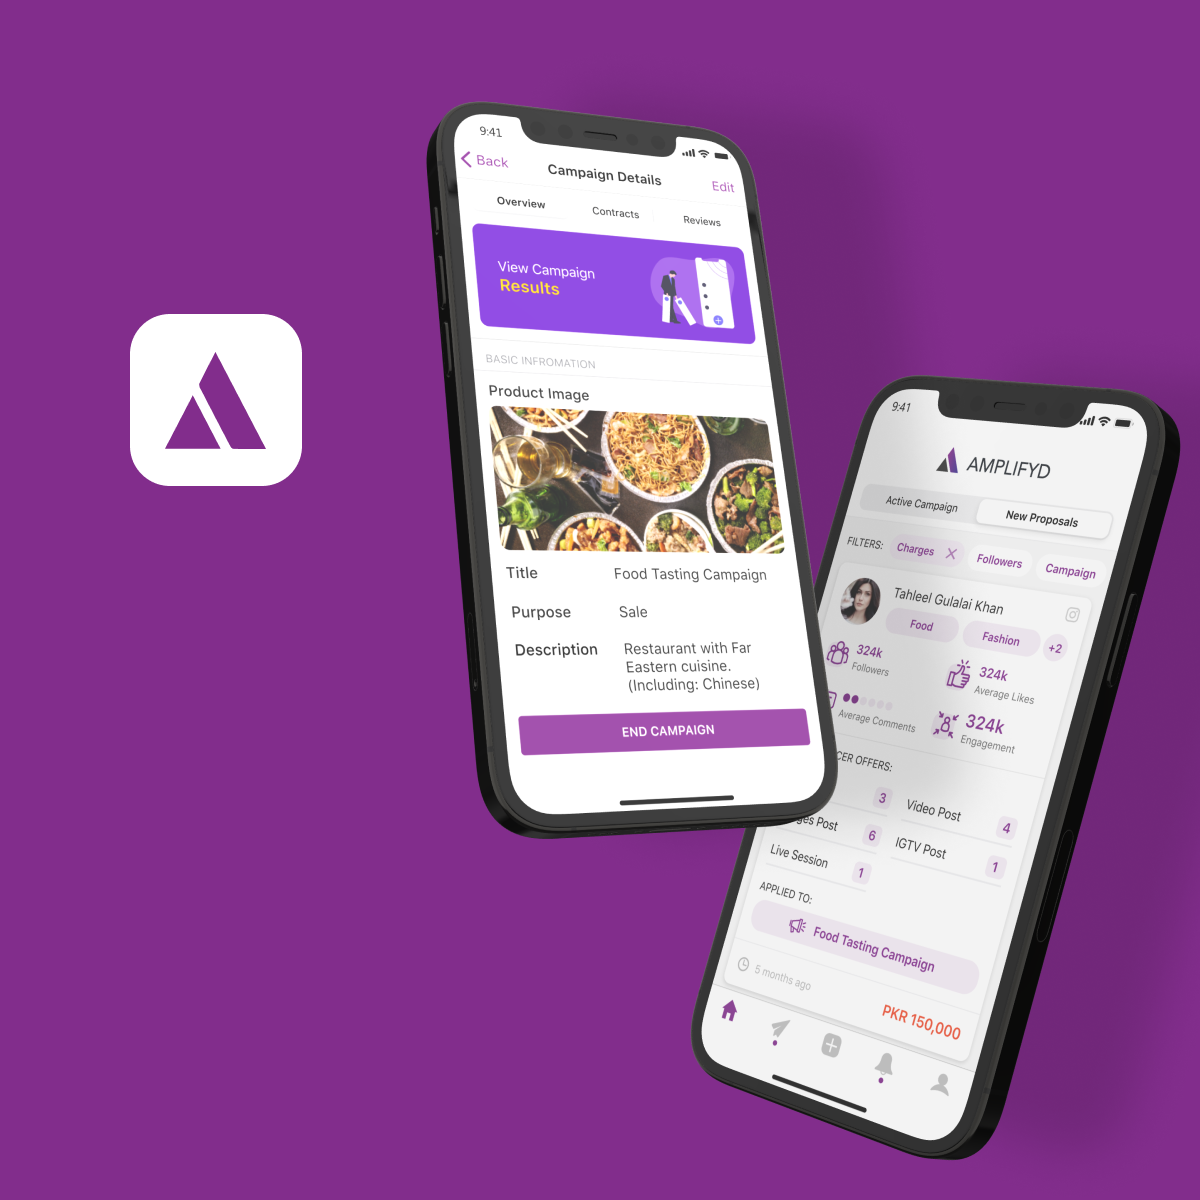 9:41
Back
Campaign Details
Edit
Overview
Contracts
Reviews
View Campaign
Results
BASIC INFROMATION
Product Image
Title
Food Tasting Campaign
Purpose
Sale
Description
Restaurant with Far
Eastern cuisine.
(Including: Chinese)
END CAMPAIGN
9:41
AMPLIFYD
Active Campaign
New Proposals
FILTERS:
Charges
Followers
Campaign
Tahleel Gulalai Khan
Food
Fashion
+2
324k
Followers
324k
Average Likes
Average Comments
324k
Engagement
OFFERS:
3
Video Post
4
Post
6
IGTV Post
1
Live Session
1
APPLIED TO:
Food Tasting Campaign
5 months ago
PKR 150,000